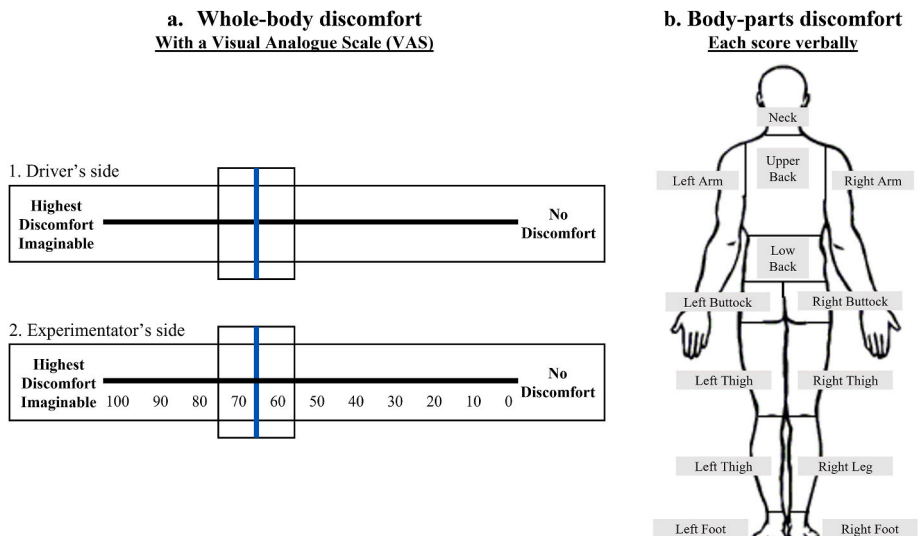 a. Whole-body discomfort
With a Visual Analogue Scale (VAS)
1. Driver's side
Highest
Discomfort
Imaginable
No
Discomfort
2. Experimentator's side
Highest
Discomfort
Imaginable
100 90 80 70 60 50 40 30 20 10 0
No
Discomfort
b. Body-parts discomfort
Each score verbally
Neck
Upper
Back
Left Arm
Right Arm
Low
Back
Left Buttock
Right Buttock
Left Thigh
Right Thigh
Left Thigh
Right Leg
Left Foot
Right Foot